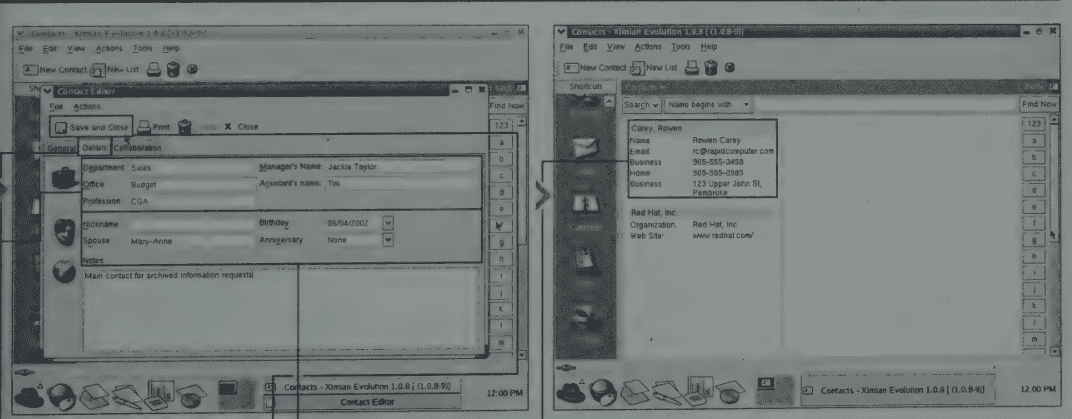 Contacts - Ximian Evolution 1.0.8 [ (1.0.8-9)]
File Edit View Actions Tools Help
New Contact New List
Contact Editor
Find Now
File Actions
Save and Close Print X Close
General Details Collaboration
Department Sales Manager's Name: Jackie Taylor
Office Budget Assistant's name: Tim
Profession CGA
Nickname Birthday 05/04/2002
Spouse Mary-Anne Anniversary None
Notes
Main contact for archived information requests
123
a
b
c
d
e
g
h
i
j
k
l
m
Contacts - Ximian Evolution 1.0.8 [ (1.0.8-9)]
Contact Editor
12:00 PM
Contacts - Ximian Evolution 1.0.8 [ (1.0.8-9)]
File Edit View Actions Tools Help
New Contact New List
Shortcuts
Search Name begins with Find Now
Carey, Rowen
Name Rowen Carey
Email rc@rapidcomputer.com
Business 905-555-3458
Home 905-555-0985
Business 123 Upper John St,
Pembroke
Red Hat, Inc.
Organization. Red Hat, Inc
Web Site: www.redhat.com/
123
a
b
c
d
e
f
g
h
i
j
k
l
m
Contacts - Ximian Evolution 1.0.8 [ (1.0.8-9)]
12:00 PM